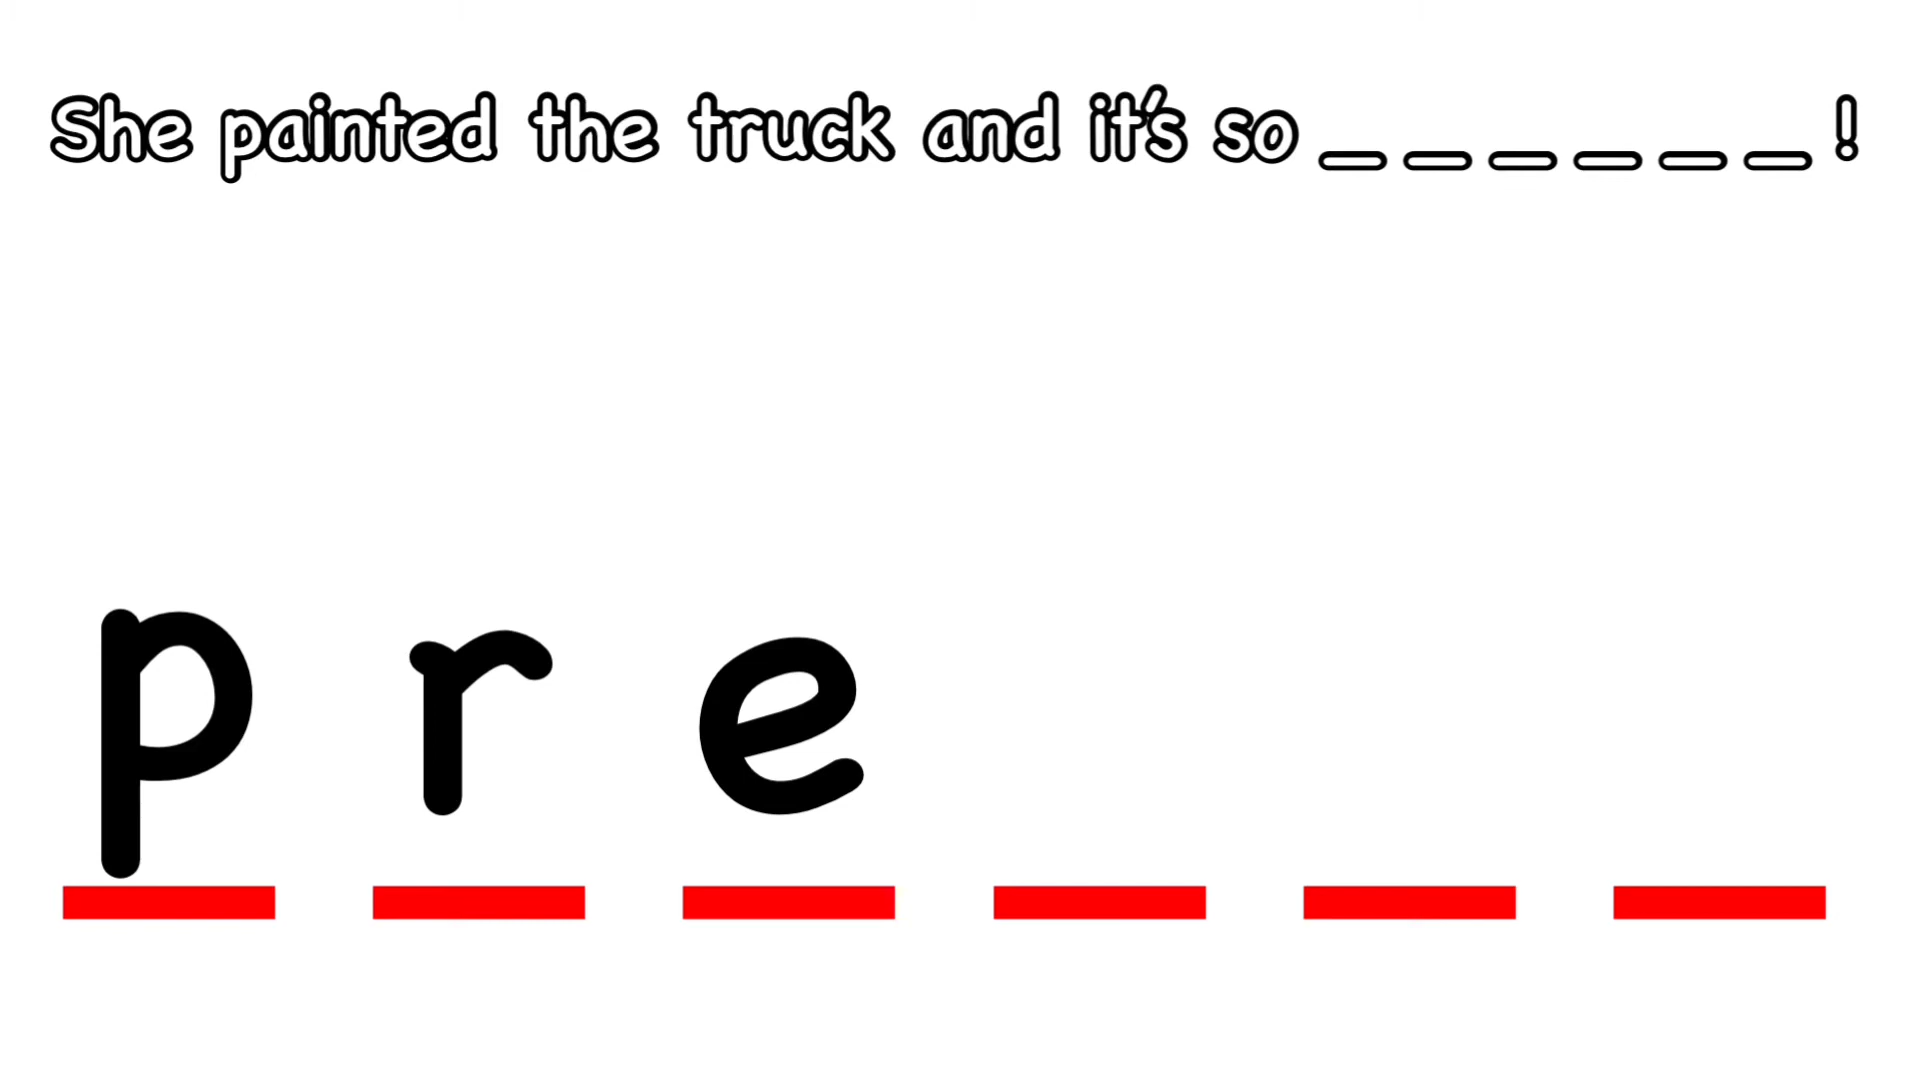 She painted the truck and it's so _ _ _ _ _ _ !
p r e _ _ _